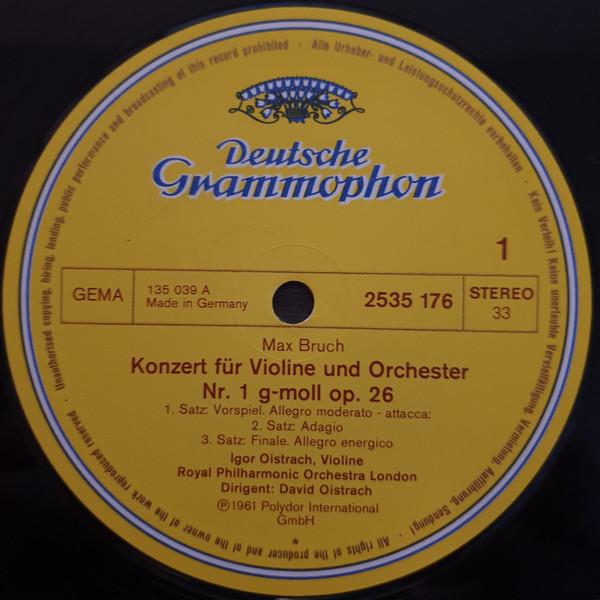 Deutsche
Grammophon
1
GEMA
135 039 A
Made in Germany
2535 176
STEREO
33
Max Bruch
Konzert für Violine und Orchester
Nr. 1 g-moll op. 26
1. Satz: Vorspiel. Allegro moderato - attacca:
2. Satz: Adagio
3. Satz: Finale. Allegro energico
Igor Oistrach, Violine
Royal Philharmonic Orchestra London
Dirigent: David Oistrach
Ⓟ1961 Polydor International
GmbH
*
Alle Urheber- und Leistungsschutzrechte vorbehalten · Kein Verleih! Keine unerlaubte Vervielfältigung, Vermietung, Aufführung, Sendung! ·
All rights of the producer and of the owner of the work reproduced reserved · Unauthorised copying, hiring, lending, public performance and broadcasting of this record prohibited ·